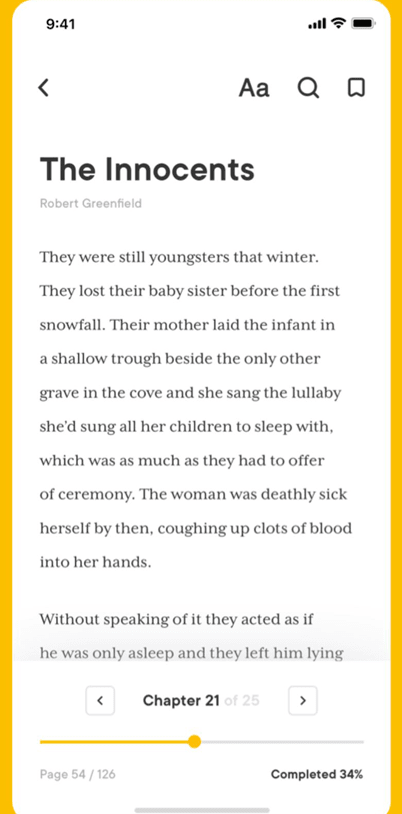 9:41
Aa
The Innocents
Robert Greenfield
They were still youngsters that winter.
They lost their baby sister before the first
snowfall. Their mother laid the infant in
a shallow trough beside the only other
grave in the cove and she sang the lullaby
she'd sung all her children to sleep with,
which was as much as they had to offer
of ceremony. The woman was deathly sick
herself by then, coughing up clots of blood
into her hands.
Without speaking of it they acted as if
he was only asleep and they left him lying
Chapter 21 of 25
Page 54 / 126
Completed 34%